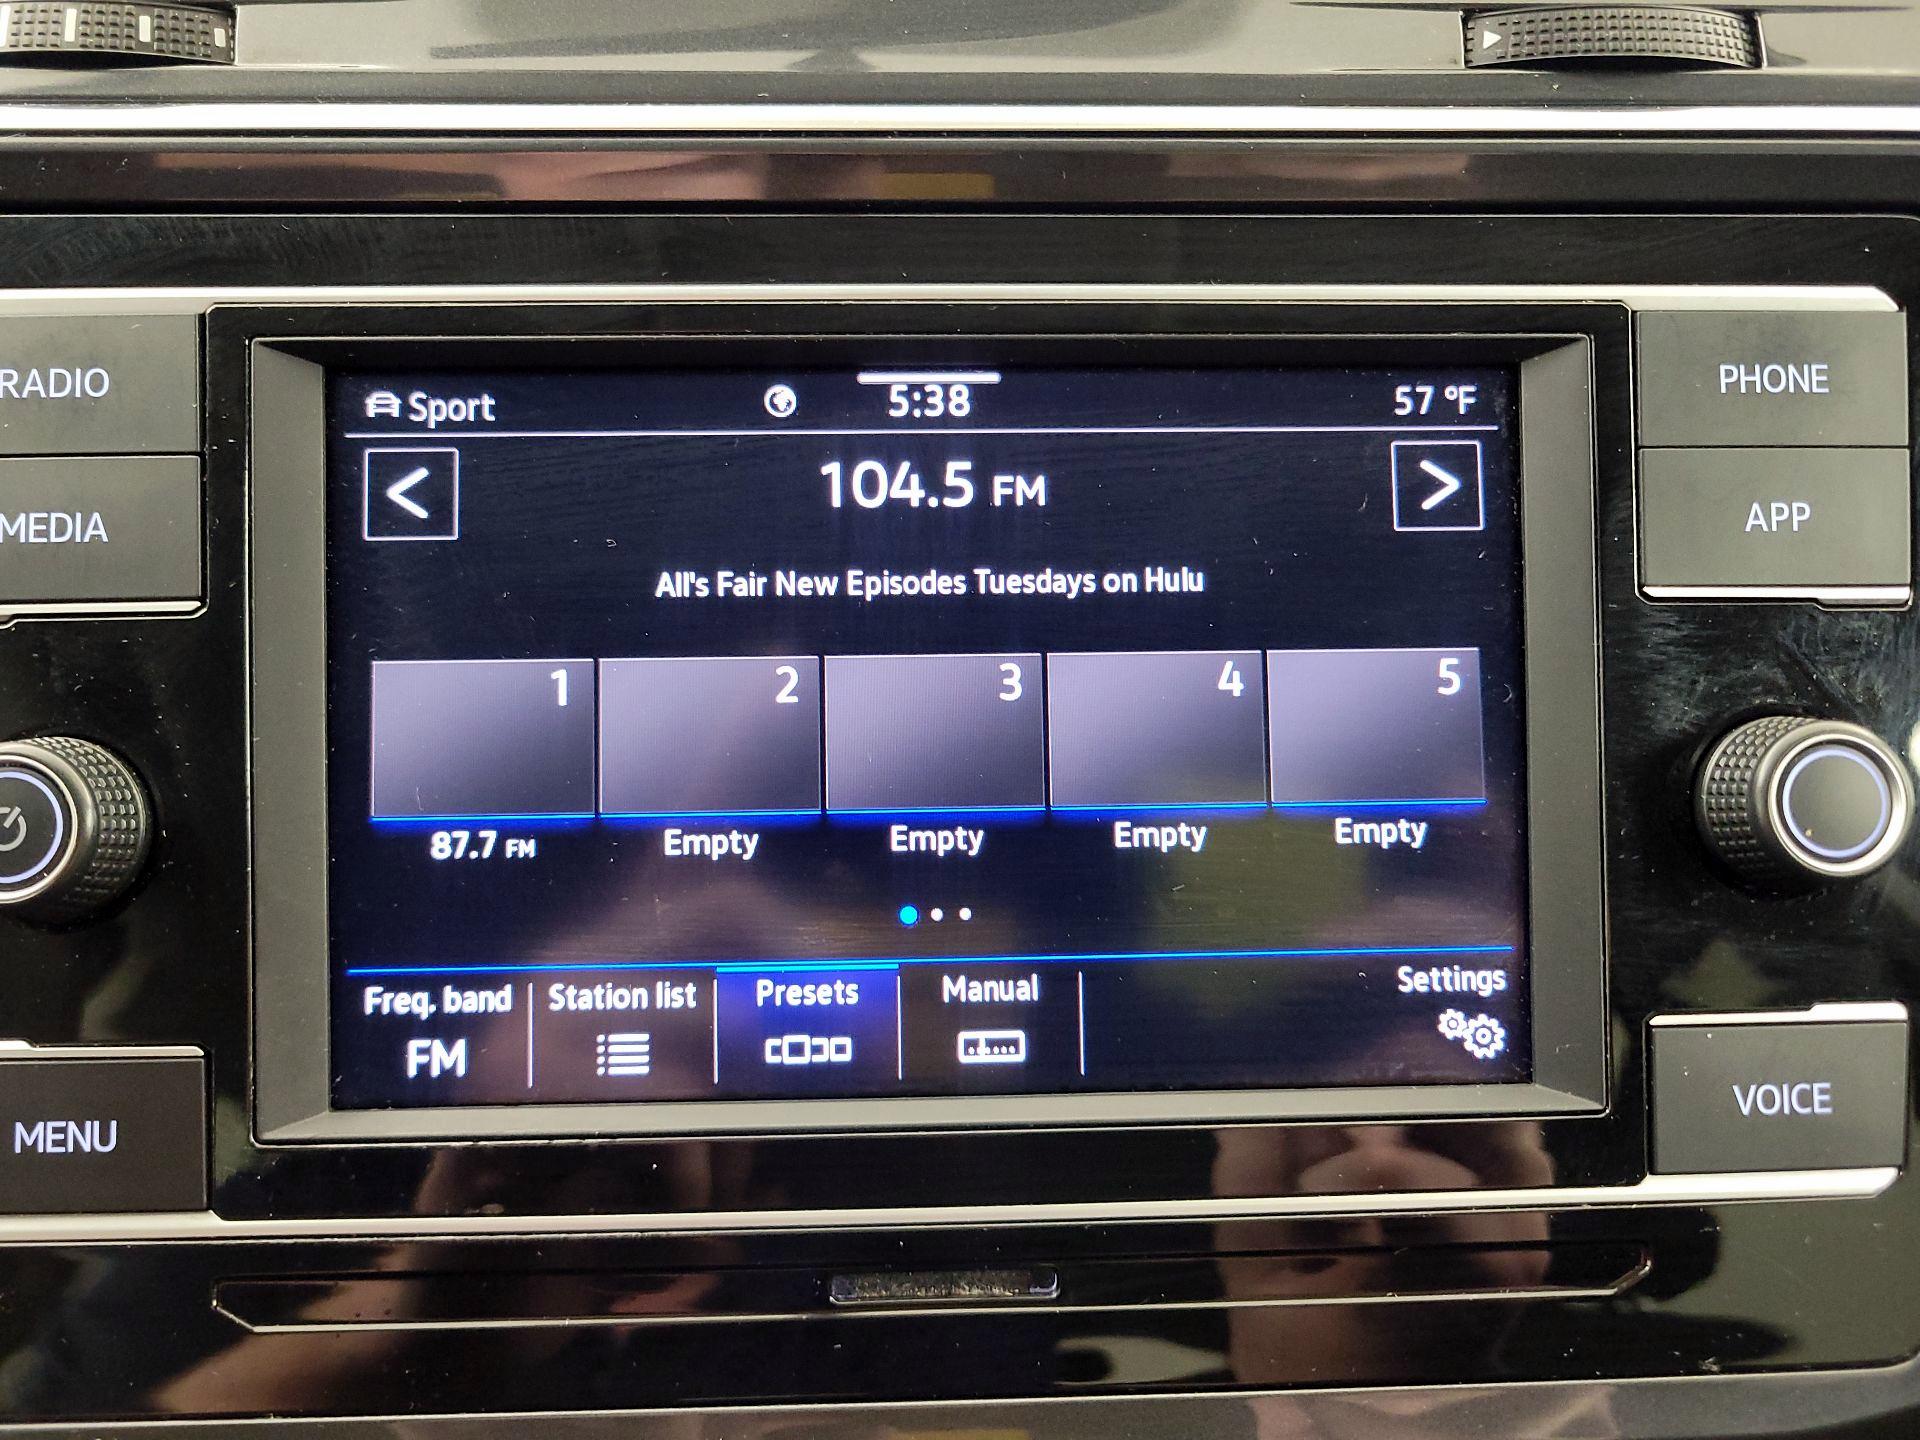 RADIO
MEDIA
MENU
Sport
5:38
57 °F
<
104.5 FM
>
All's Fair New Episodes Tuesdays on Hulu
1
2
3
4
5
87.7 FM
Empty
Empty
Empty
Empty
Freq. band
FM
Station list
Presets
Manual
Settings
PHONE
APP
VOICE